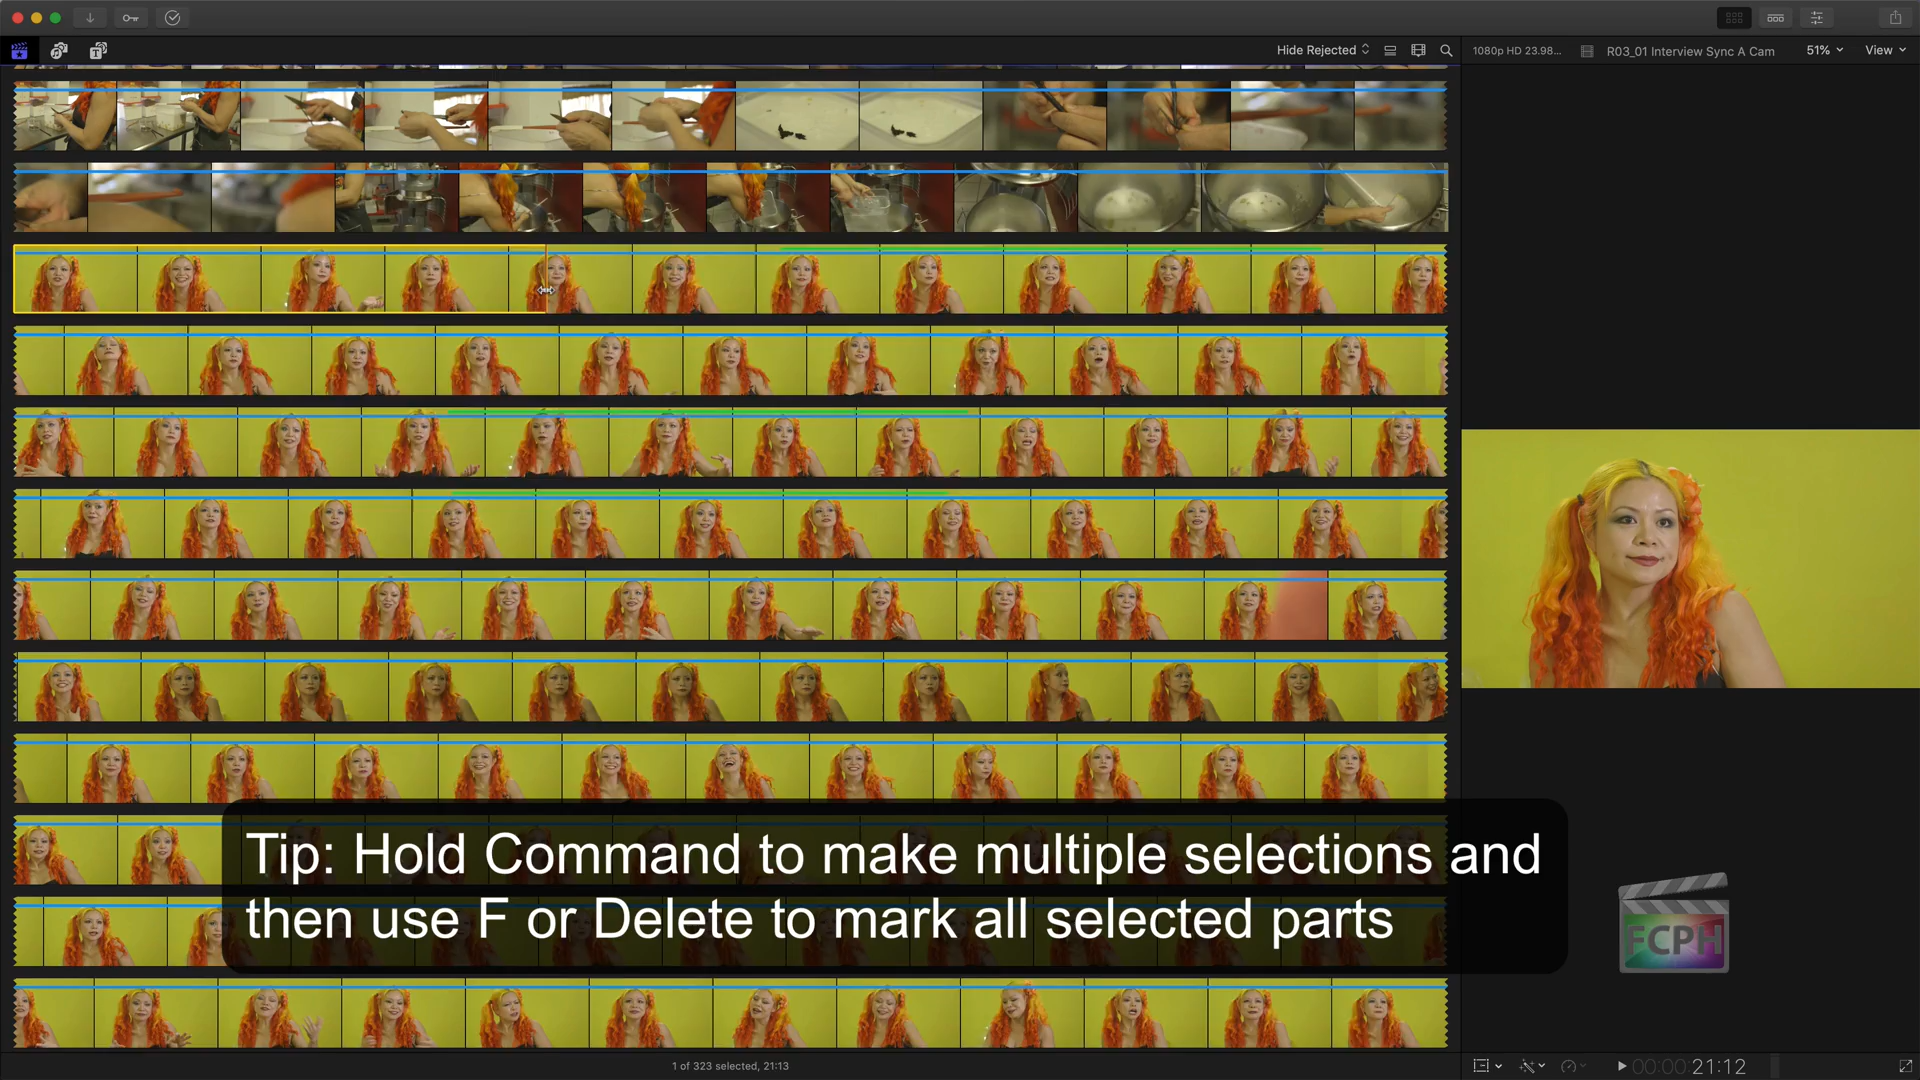 Hide Rejected
1080p HD 23.98...
R03_01 Interview Sync A Cam
51%
View
Tip: Hold Command to make multiple selections and
then use F or Delete to mark all selected parts
FCPH
1 of 323 selected, 21:13
00:00:21:12